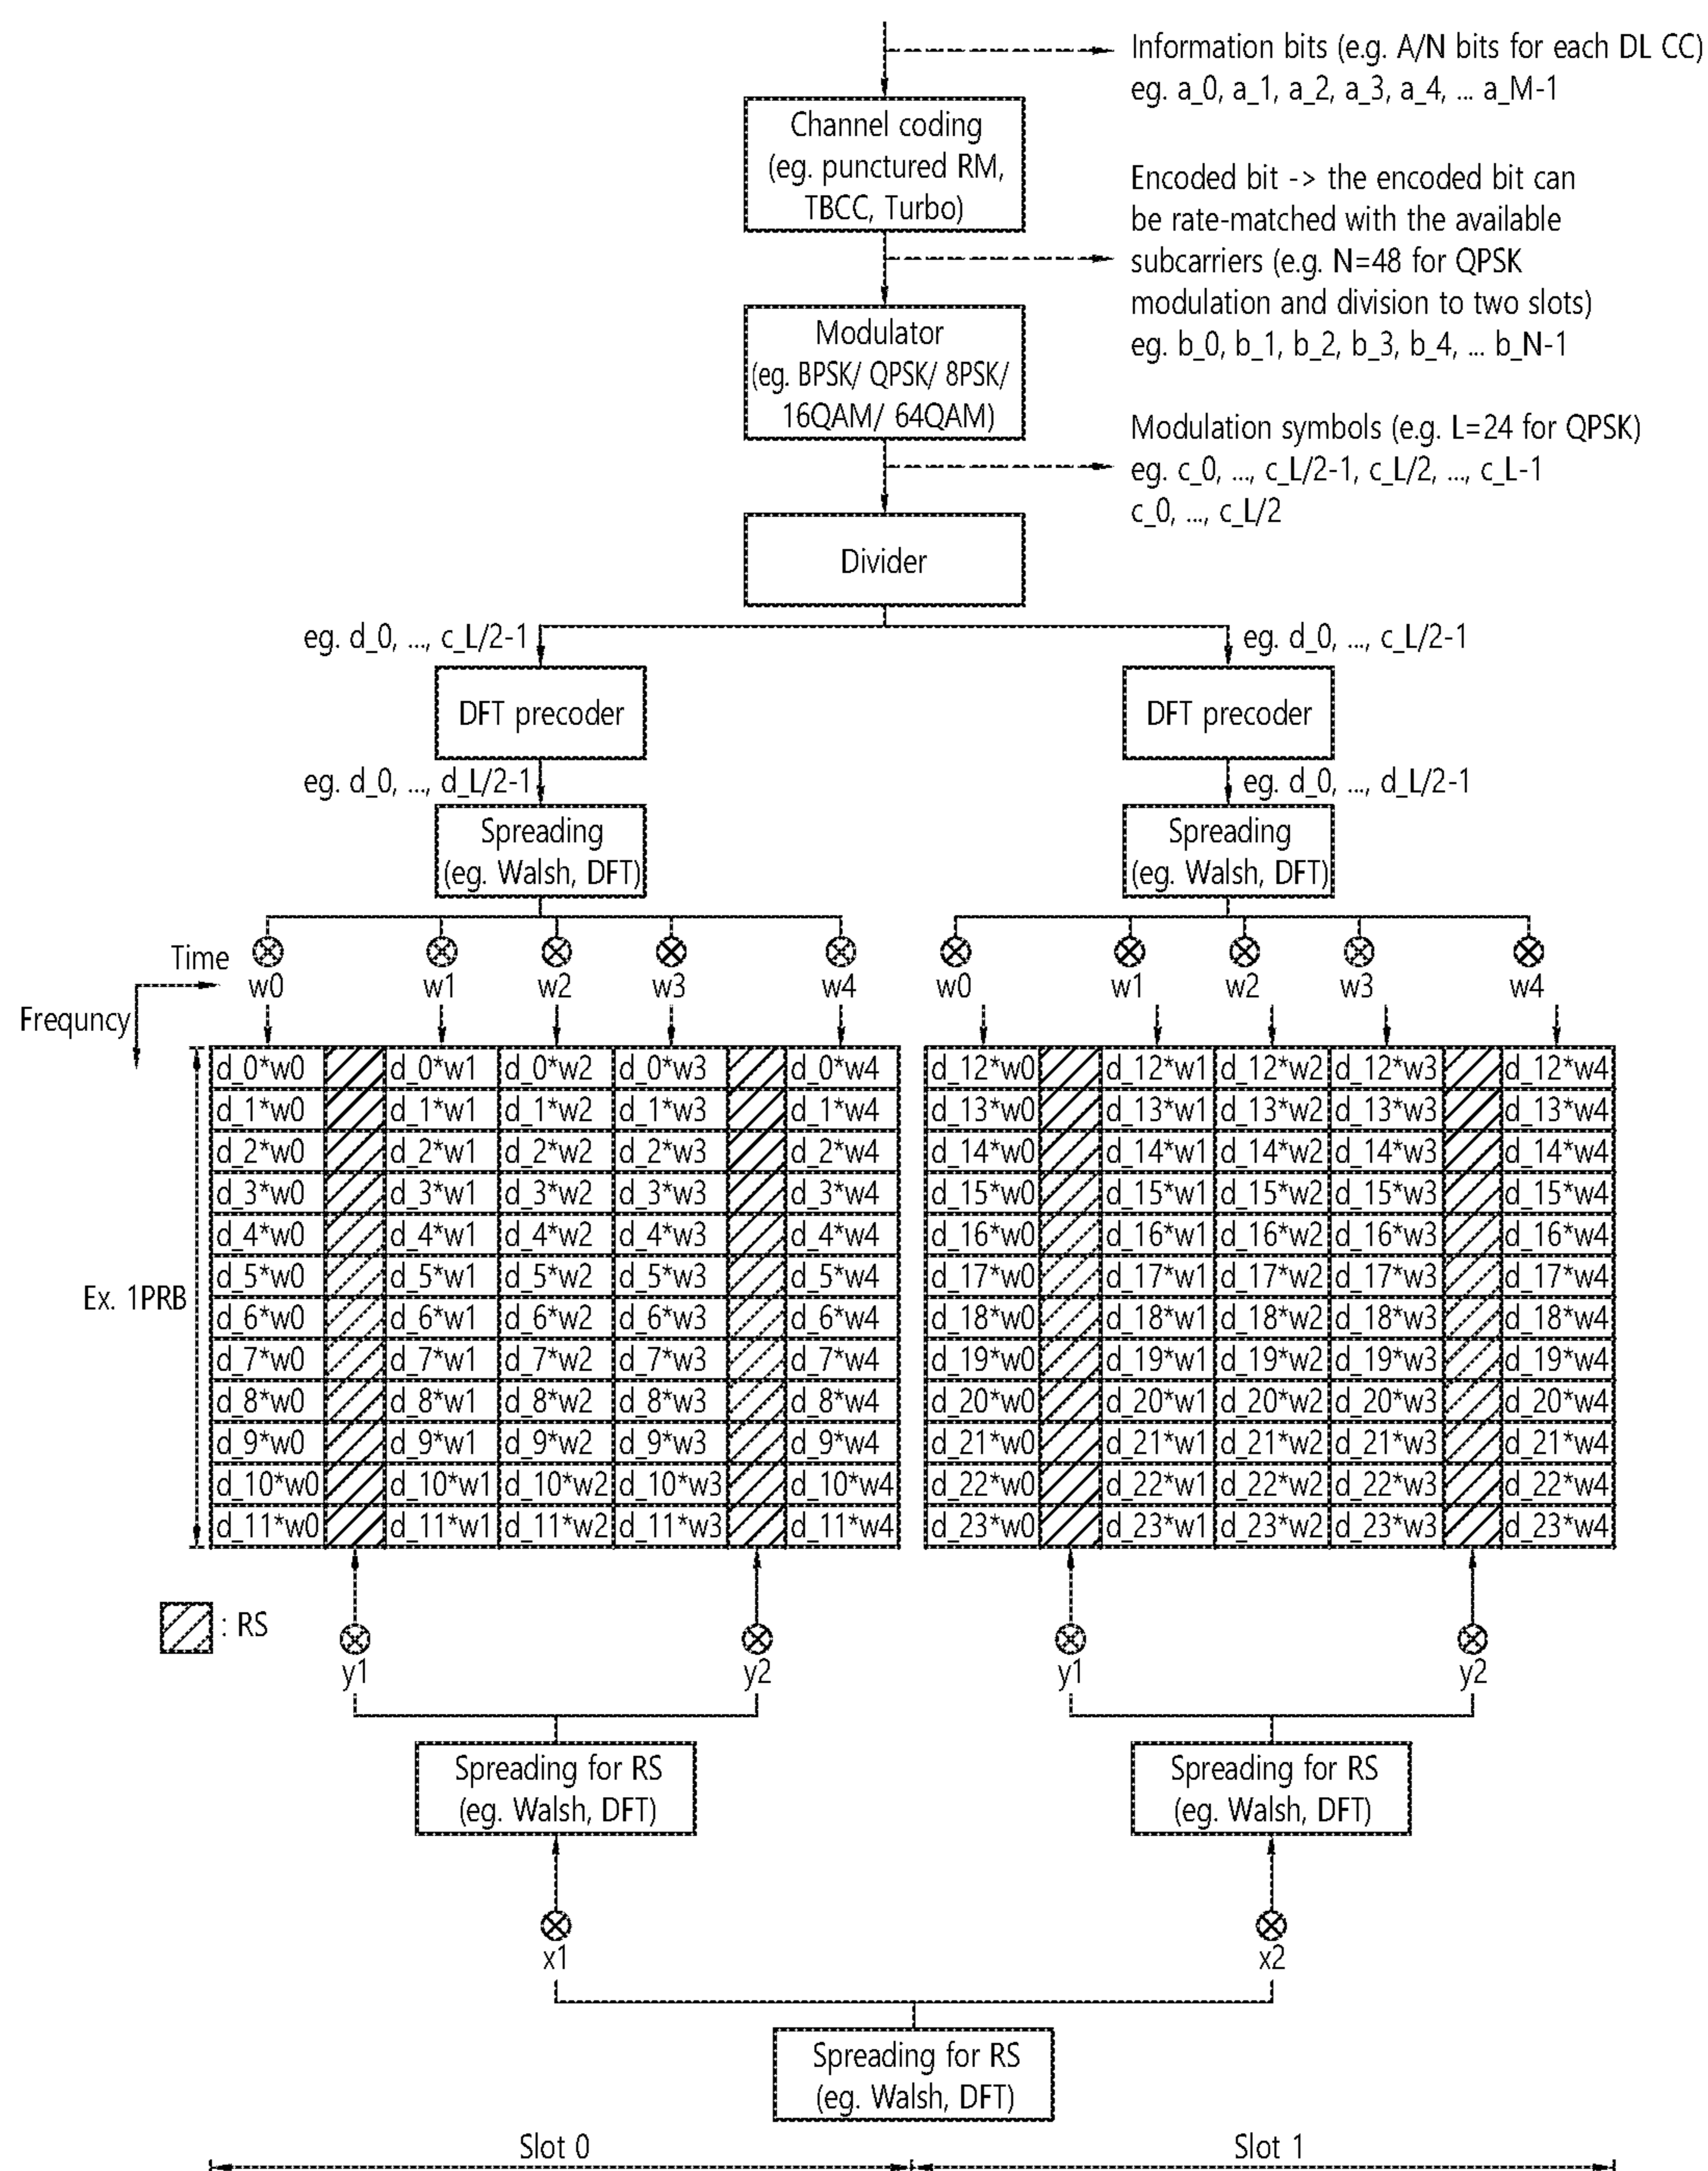 Information bits (e.g. A/N bits for each DL CC)
eg. a_0, a_1, a_2, a_3, a_4, ... a_M-1
Channel coding
(eg. punctured RM,
TBCC, Turbo)
Encoded bit -> the encoded bit can
be rate-matched with the available
subcarriers (e.g. N=48 for QPSK
modulation and division to two slots)
eg. b_0, b_1, b_2, b_3, b_4, ... b_N-1
Modulator
(eg. BPSK/ QPSK/ 8PSK/
16QAM/ 64QAM)
Modulation symbols (e.g. L=24 for QPSK)
eg. c_0, ..., c_L/2-1, c_L/2, ..., c_L-1
c_0, ..., c_L/2
Divider
eg. d_0, ..., c_L/2-1 eg. d_0, ..., c_L/2-1
DFT precoder DFT precoder
eg. d_0, ..., d_L/2-1 eg. d_0, ..., d_L/2-1
Spreading Spreading
(eg. Walsh, DFT) (eg. Walsh, DFT)
Time
w0 w1 w2 w3 w4 w0 w1 w2 w3 w4
Frequncy
d_0*w0 d_0*w1 d_0*w2 d_0*w3 d_0*w4 d_12*w0 d_12*w1 d_12*w2 d_12*w3 d_12*w4
d_1*w0 d_1*w1 d_1*w2 d_1*w3 d_1*w4 d_13*w0 d_13*w1 d_13*w2 d_13*w3 d_13*w4
d_2*w0 d_2*w1 d_2*w2 d_2*w3 d_2*w4 d_14*w0 d_14*w1 d_14*w2 d_14*w3 d_14*w4
d_3*w0 d_3*w1 d_3*w2 d_3*w3 d_3*w4 d_15*w0 d_15*w1 d_15*w2 d_15*w3 d_15*w4
d_4*w0 d_4*w1 d_4*w2 d_4*w3 d_4*w4 d_16*w0 d_16*w1 d_16*w2 d_16*w3 d_16*w4
d_5*w0 d_5*w1 d_5*w2 d_5*w3 d_5*w4 d_17*w0 d_17*w1 d_17*w2 d_17*w3 d_17*w4
Ex. 1PRB
d_6*w0 d_6*w1 d_6*w2 d_6*w3 d_6*w4 d_18*w0 d_18*w1 d_18*w2 d_18*w3 d_18*w4
d_7*w0 d_7*w1 d_7*w2 d_7*w3 d_7*w4 d_19*w0 d_19*w1 d_19*w2 d_19*w3 d_19*w4
d_8*w0 d_8*w1 d_8*w2 d_8*w3 d_8*w4 d_20*w0 d_20*w1 d_20*w2 d_20*w3 d_20*w4
d_9*w0 d_9*w1 d_9*w2 d_9*w3 d_9*w4 d_21*w0 d_21*w1 d_21*w2 d_21*w3 d_21*w4
d_10*w0 d_10*w1 d_10*w2 d_10*w3 d_10*w4 d_22*w0 d_22*w1 d_22*w2 d_22*w3 d_22*w4
d_11*w0 d_11*w1 d_11*w2 d_11*w3 d_11*w4 d_23*w0 d_23*w1 d_23*w2 d_23*w3 d_23*w4
: RS
y1 y2 y1 y2
Spreading for RS Spreading for RS
(eg. Walsh, DFT) (eg. Walsh, DFT)
x1 x2
Spreading for RS
(eg. Walsh, DFT)
Slot 0 Slot 1